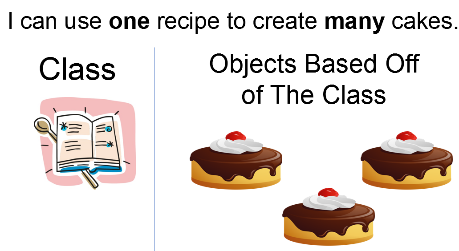 I can use one recipe to create many cakes.
Class
Objects Based Off
of The Class